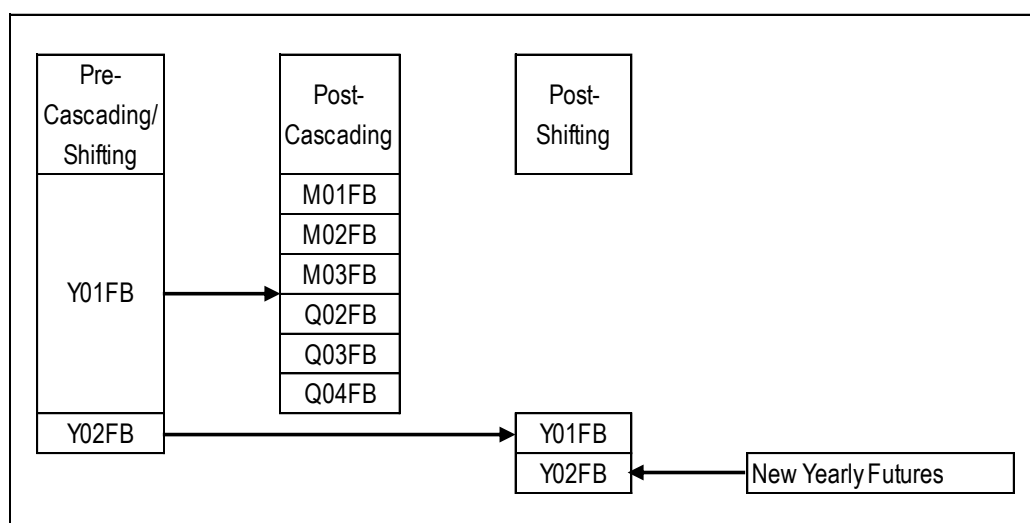 Pre-
Cascading/
Shifting
Post-
Cascading
Post-
Shifting
Y01FB
M01FB
M02FB
M03FB
Q02FB
Q03FB
Q04FB
Y02FB
Y01FB
Y02FB
New Yearly Futures